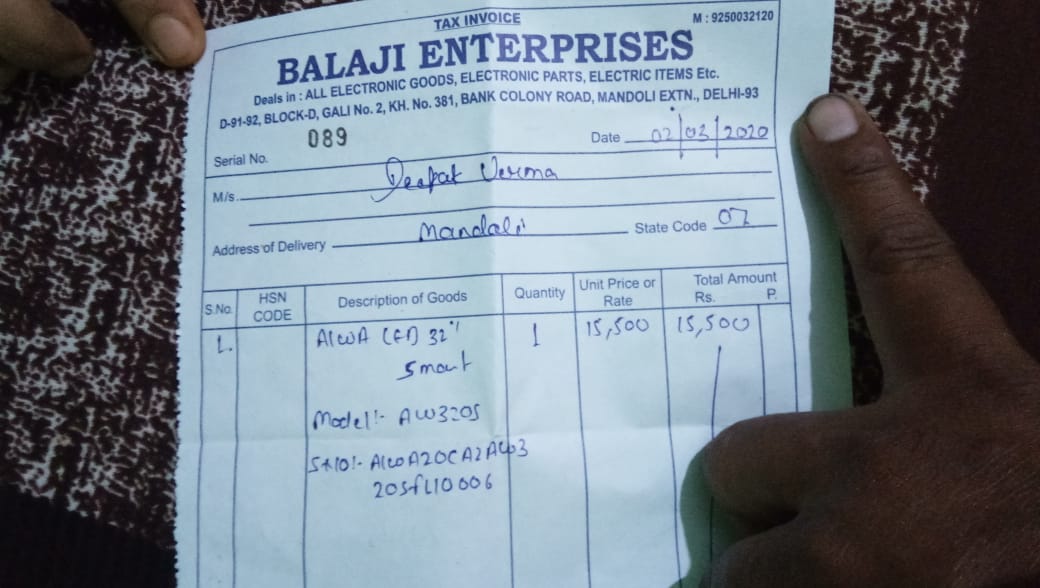 TAX INVOICE
M : 9250032120
BALAJI ENTERPRISES
Deals in : ALL ELECTRONIC GOODS, ELECTRONIC PARTS, ELECTRIC ITEMS Etc.
D-91-92, BLOCK-D, GALI No. 2, KH. No. 381, BANK COLONY ROAD, MANDOLI EXTN., DELHI-93
Serial No. 089 Date 02/03/2020
M/s. Deepak Verma
Address of Delivery Mandoli State Code 07
S.No. HSN CODE Description of Goods Quantity Unit Price or Rate Total Amount Rs. P.
1. AIWA LED 32" 1 15,500 15,500
Smart
Model:- AW320S
AIWA20CA2AW3
20SFL10006